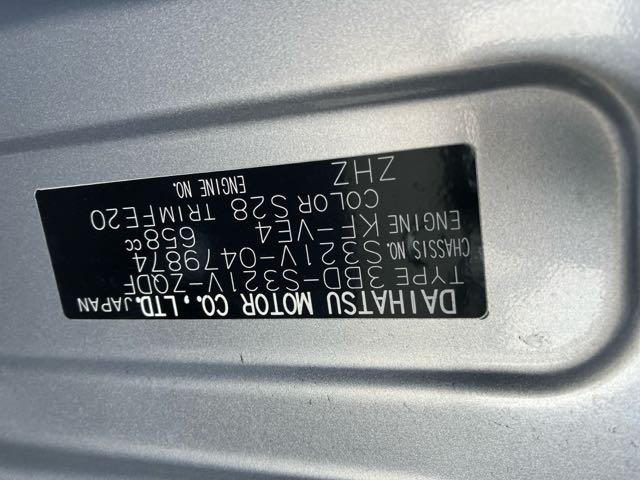 DAIHATSU MOTOR CO., LTD. JAPAN
TYPE 3BD-S321V-ZQDF
CHASSIS NO. S321V-0479874
ENGINE KF-VE4 658cc
COLOR S28 TRIM FE20
ENGINE NO.
ZHZ